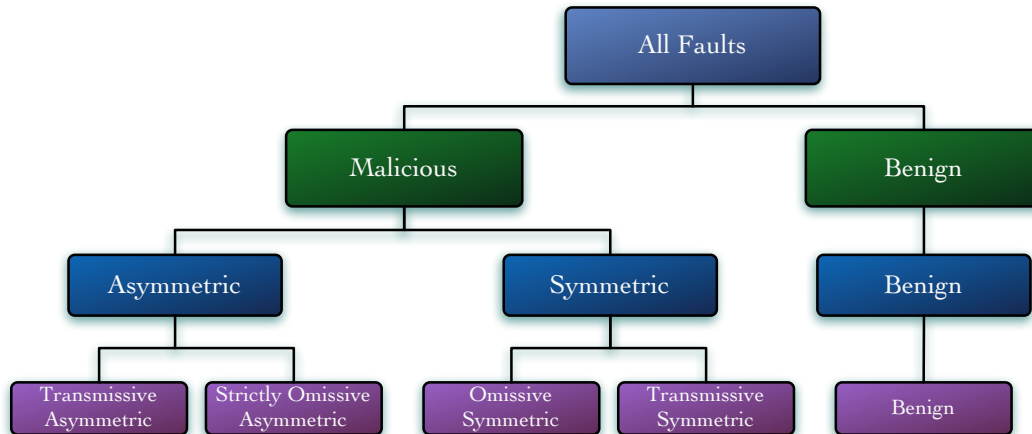 All Faults
Malicious
Benign
Asymmetric
Symmetric
Benign
Transmissive
Asymmetric
Strictly Omissive
Asymmetric
Omissive
Symmetric
Transmissive
Symmetric
Benign